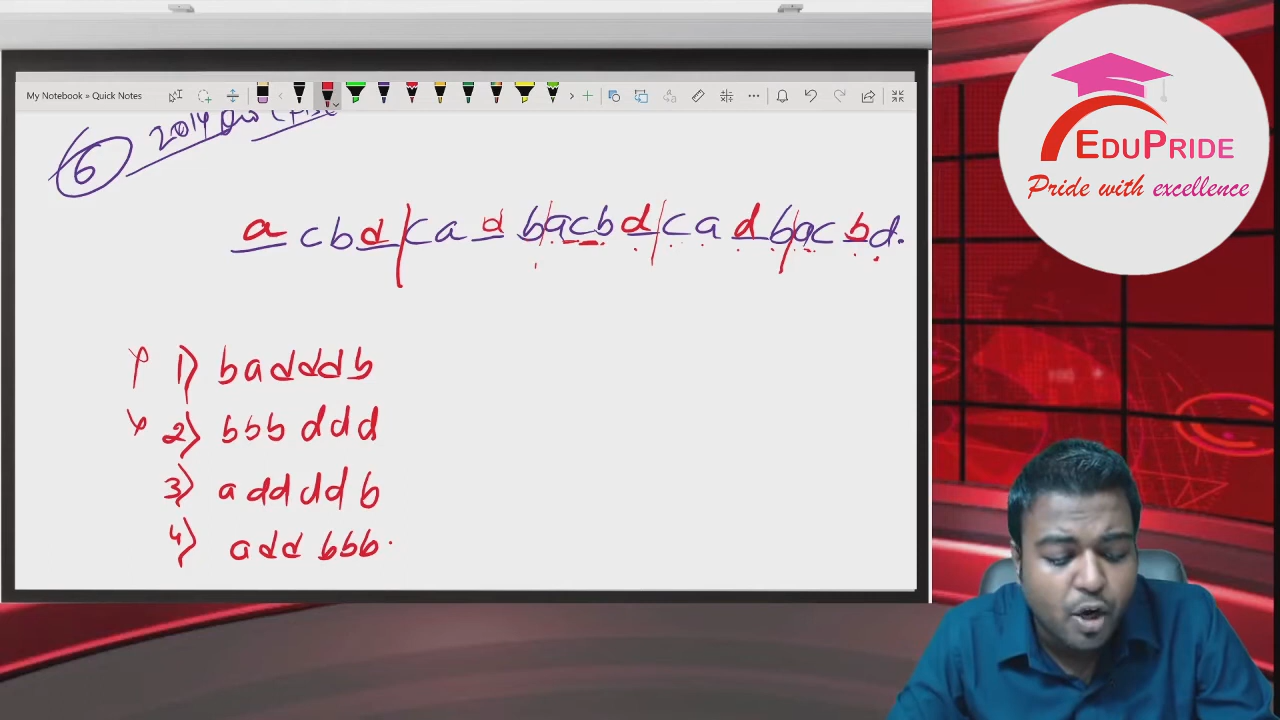 My Notebook » Quick Notes
6 2014
a c b d / c a d b / a c b d / c a d b / a c b d.
1) b a d d d b
2) b b b d d d
3) a d d d d b
4) a d d b b b
EDUPRIDE
Pride with excellence